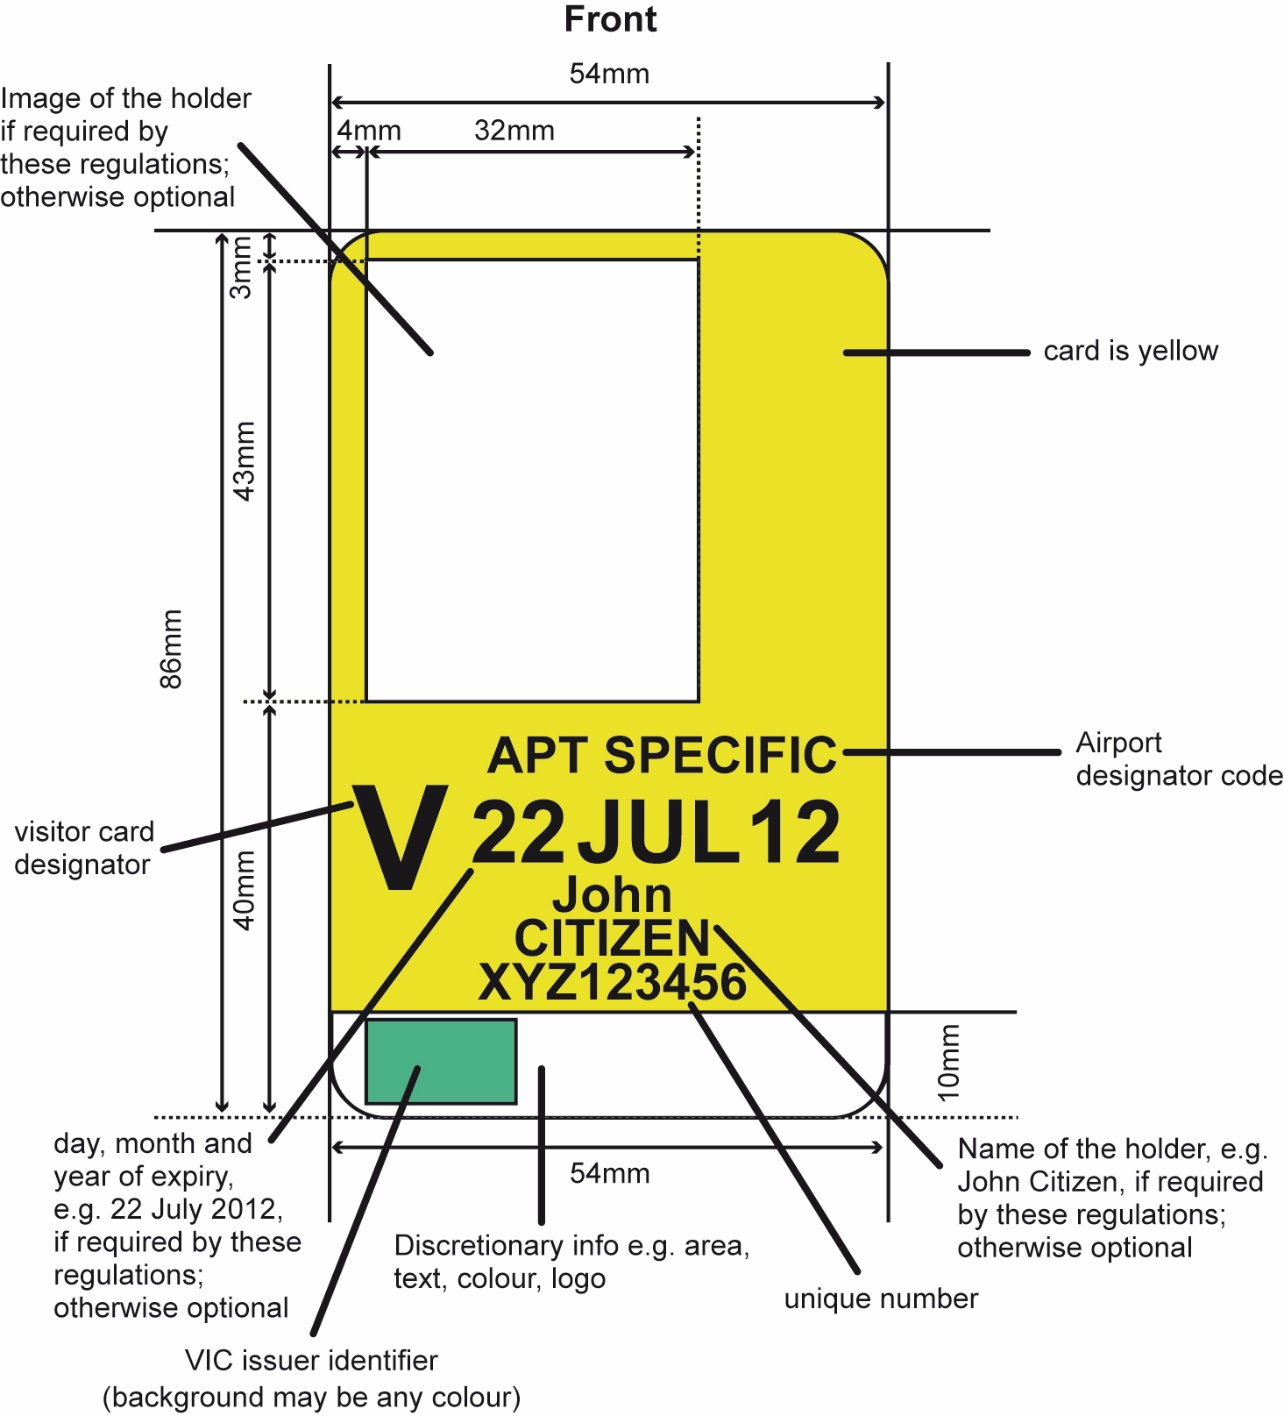 Front
54mm
Image of the holder
if required by
these regulations;
otherwise optional
4mm
32mm
3mm
43mm
86mm
40mm
card is yellow
APT SPECIFIC
Airport
designator code
visitor card
designator
V
22 JUL 12
John
CITIZEN
XYZ123456
10mm
54mm
day, month and
year of expiry,
e.g. 22 July 2012,
if required by these
regulations;
otherwise optional
Discretionary info e.g. area,
text, colour, logo
Name of the holder, e.g.
John Citizen, if required
by these regulations;
otherwise optional
unique number
VIC issuer identifier
(background may be any colour)